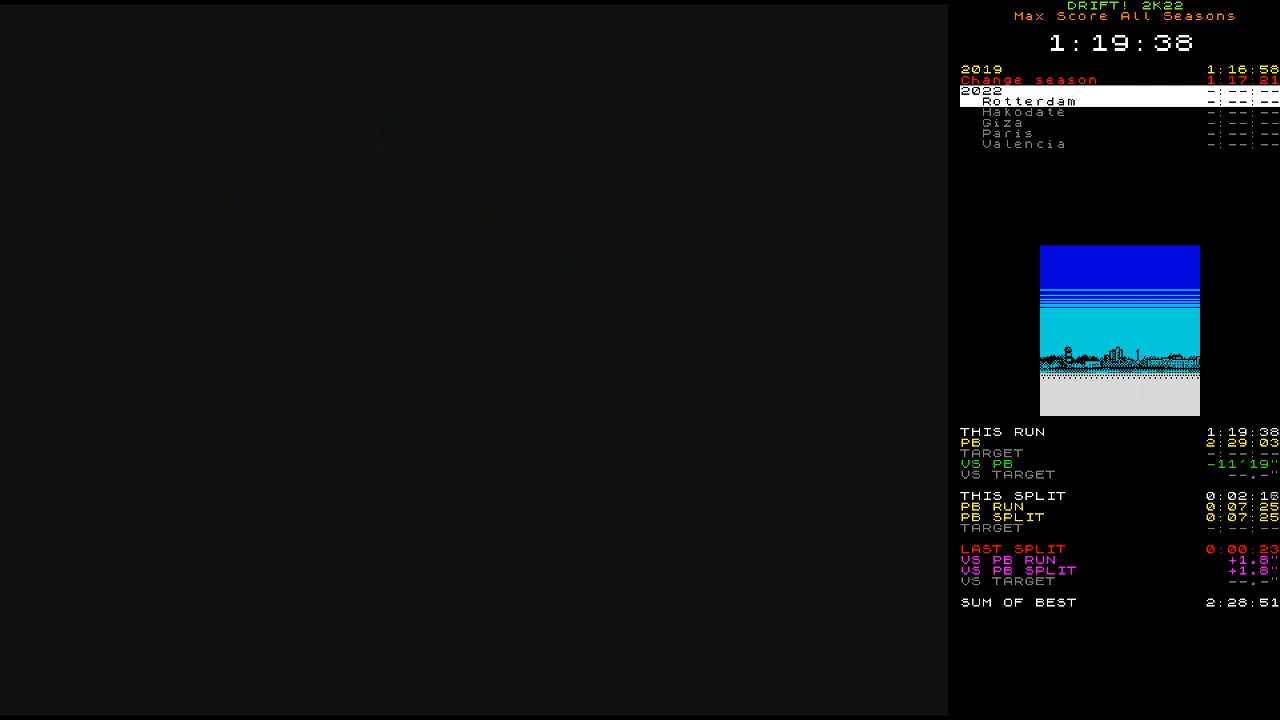 DRIFT! 2K22
Max Score All Seasons
1:19:38
2019 1:16:58
Change season 1:17:21
2022 -:--:--
Rotterdam -:--:--
Hakodate -:--:--
Giza -:--:--
Paris -:--:--
Valencia -:--:--
THIS RUN 1:19:38
PB 2:29:03
TARGET -:--:--
VS PB -11'19"
VS TARGET --.-"
THIS SPLIT 0:02:16
PB RUN 0:07:25
PB SPLIT 0:07:25
TARGET -:--:--
LAST SPLIT 0:00:23
VS PB RUN +1.8"
VS PB SPLIT +1.8"
VS TARGET --.-"
SUM OF BEST 2:28:51